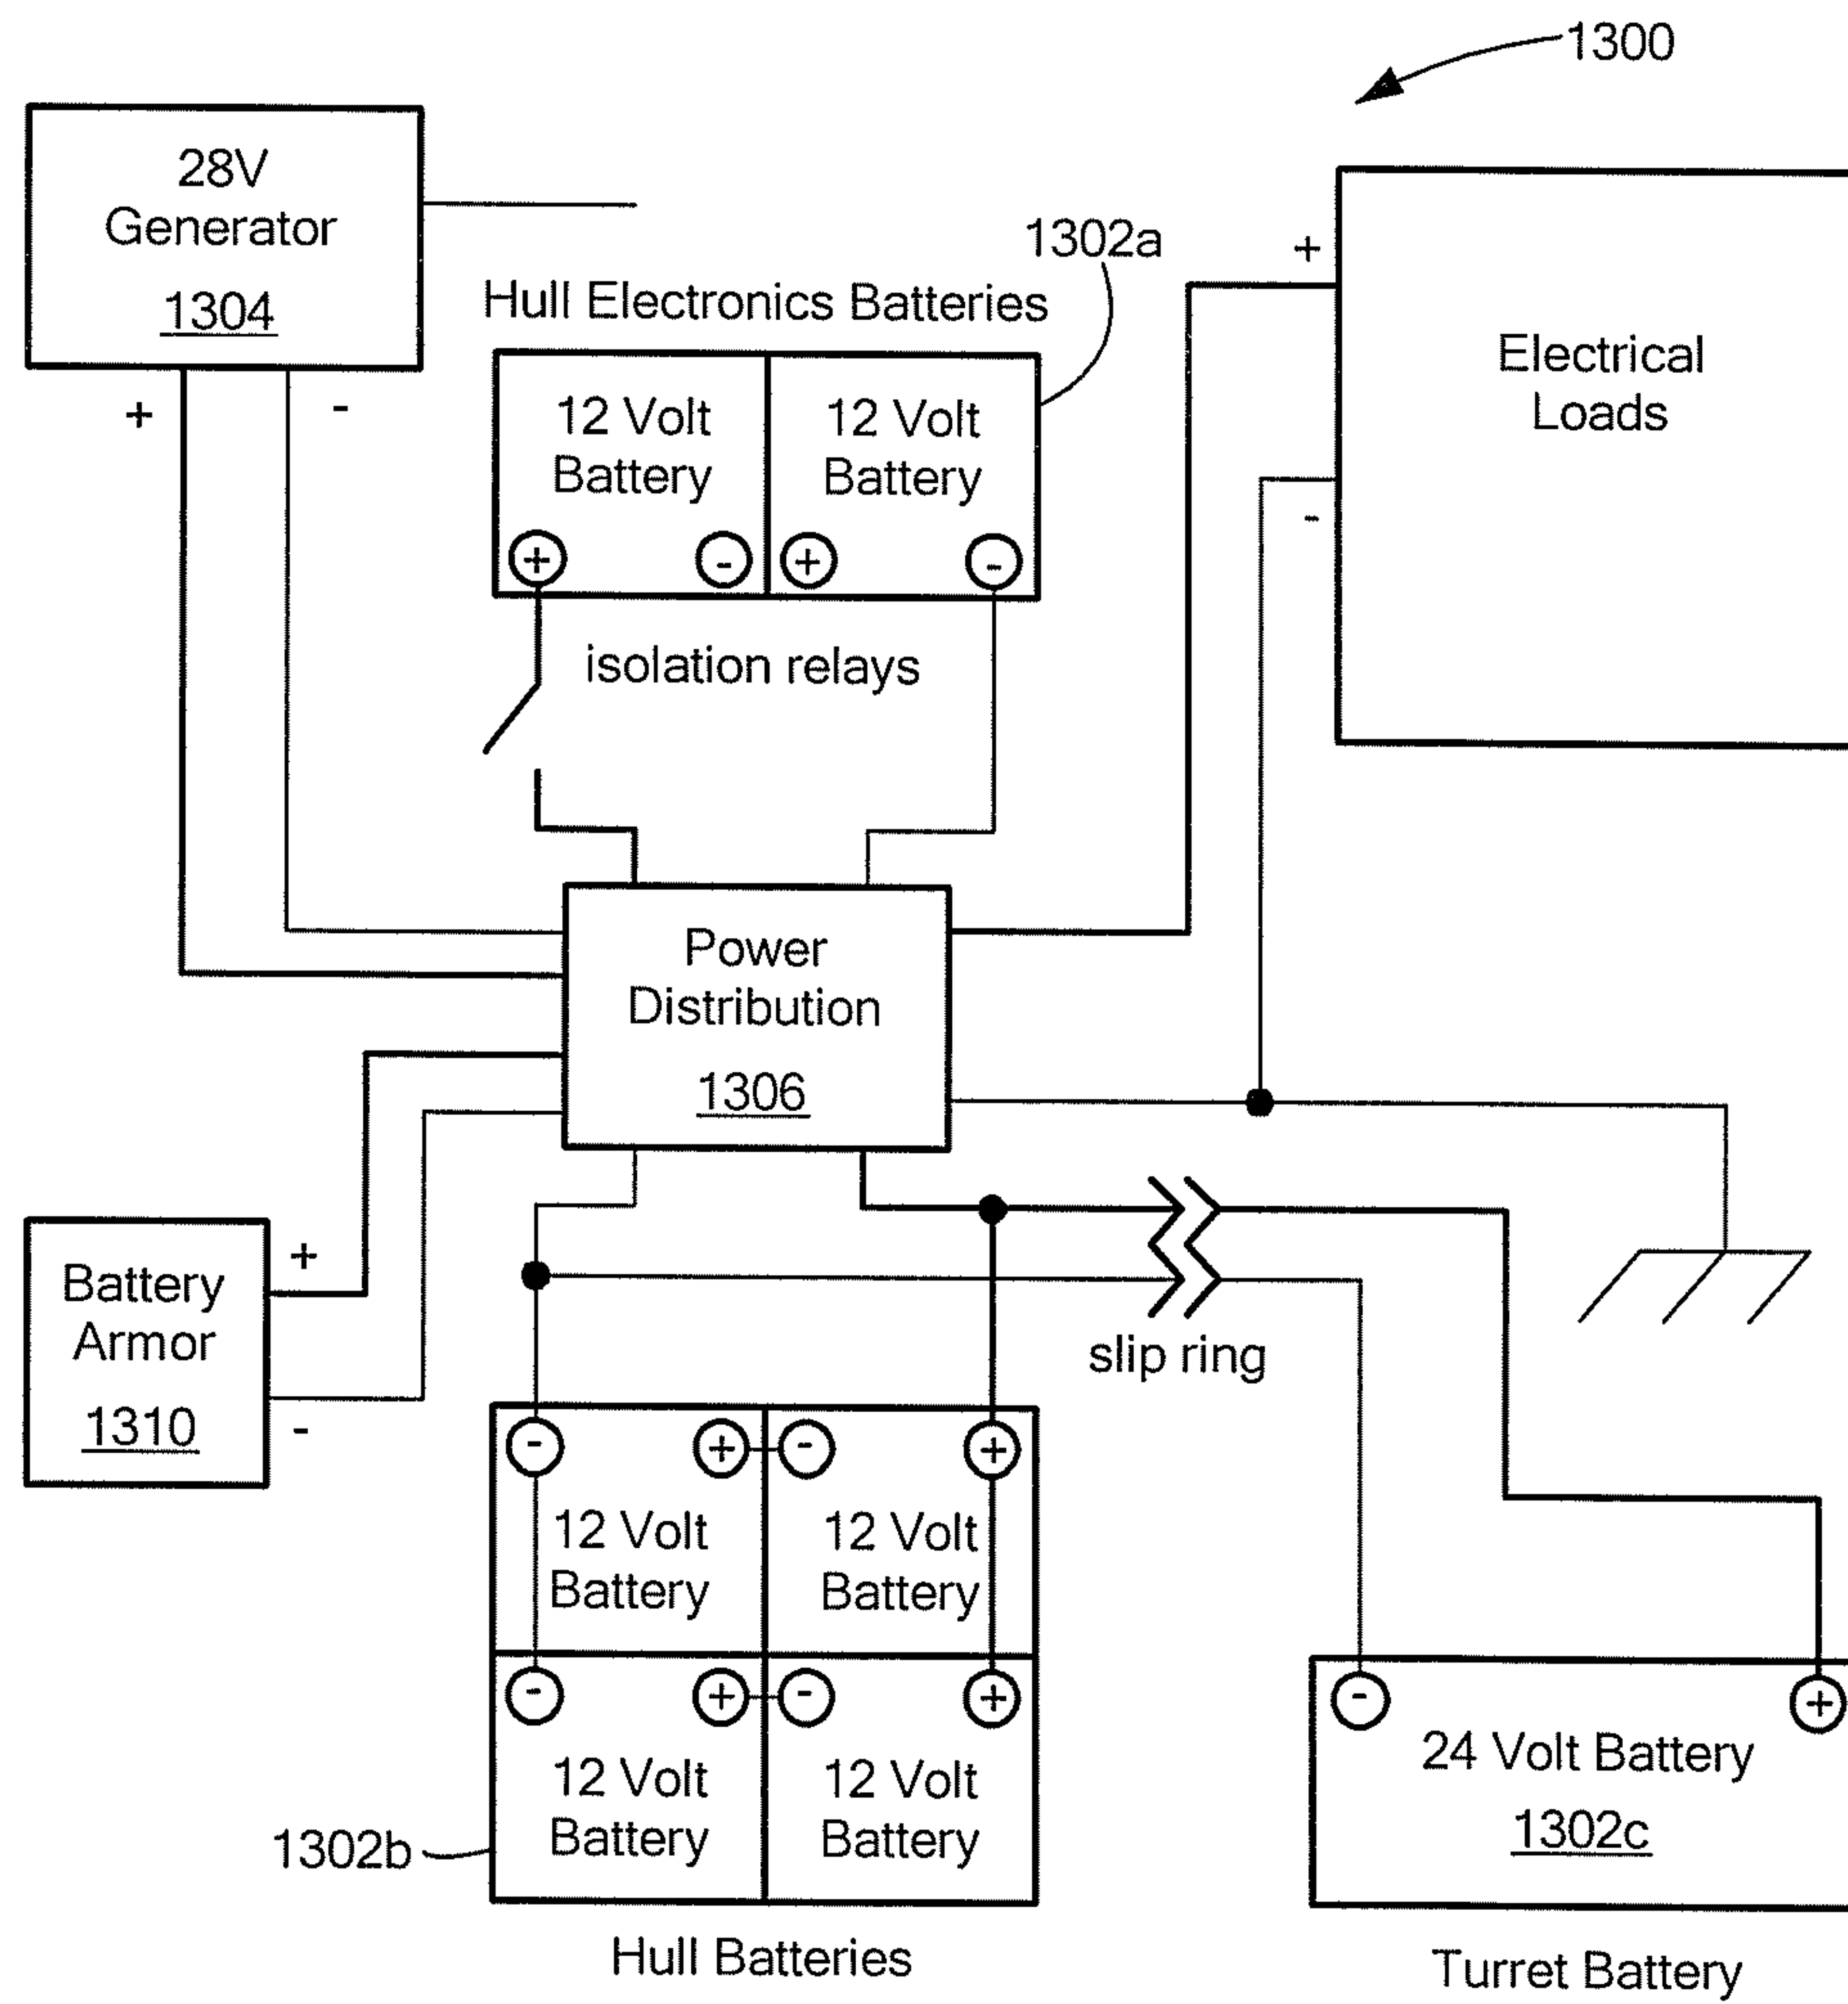 1300
28V
Generator
1304
+
-
1302a
Hull Electronics Batteries
12 Volt
Battery
+
-
12 Volt
Battery
+
-
isolation relays
+
Electrical
Loads
-
Power
Distribution
1306
Battery
Armor
1310
+
-
slip ring
-
+
12 Volt
Battery
-
+
12 Volt
Battery
-
+
12 Volt
Battery
-
+
12 Volt
Battery
1302b
Hull Batteries
-
+
24 Volt Battery
1302c
Turret Battery